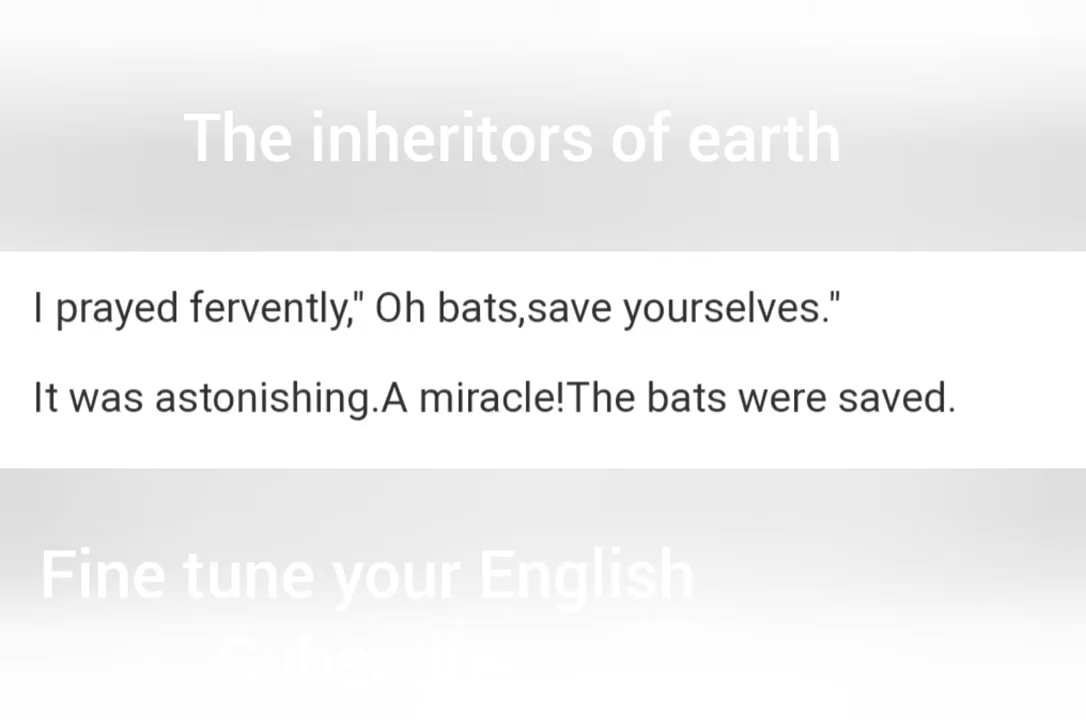 The inheritors of earth
I prayed fervently," Oh bats,save yourselves."
It was astonishing.A miracle!The bats were saved.
Fine tune your English